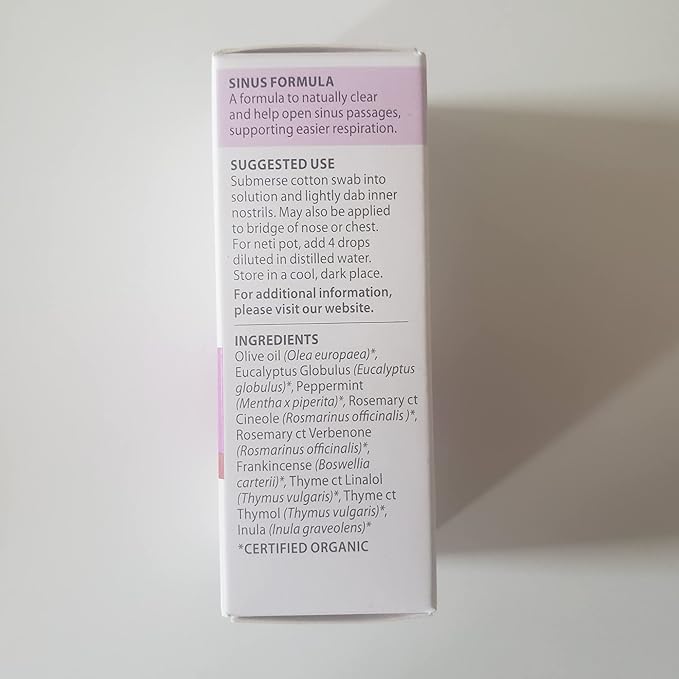 SINUS FORMULA
A formula to natually clear
and help open sinus passages,
supporting easier respiration.
SUGGESTED USE
Submerse cotton swab into
solution and lightly dab inner
nostrils. May also be applied
to bridge of nose or chest.
For neti pot, add 4 drops
diluted in distilled water.
Store in a cool, dark place.
For additional information,
please visit our website.
INGREDIENTS
Olive oil (Olea europaea)*,
Eucalyptus Globulus (Eucalyptus
globulus)*, Peppermint
(Mentha x piperita)*, Rosemary ct
Cineole (Rosmarinus officinalis )*,
Rosemary ct Verbenone
(Rosmarinus officinalis)*,
Frankincense (Boswellia
carterii)*, Thyme ct Linalol
(Thymus vulgaris)*, Thyme ct
Thymol (Thymus vulgaris)*,
Inula (Inula graveolens)*
*CERTIFIED ORGANIC